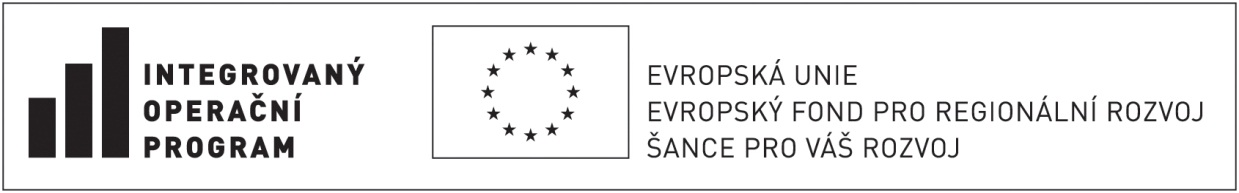 INTEGROVANÝ
OPERAČNÍ
PROGRAM
EVROPSKÁ UNIE
EVROPSKÝ FOND PRO REGIONÁLNÍ ROZVOJ
ŠANCE PRO VÁŠ ROZVOJ